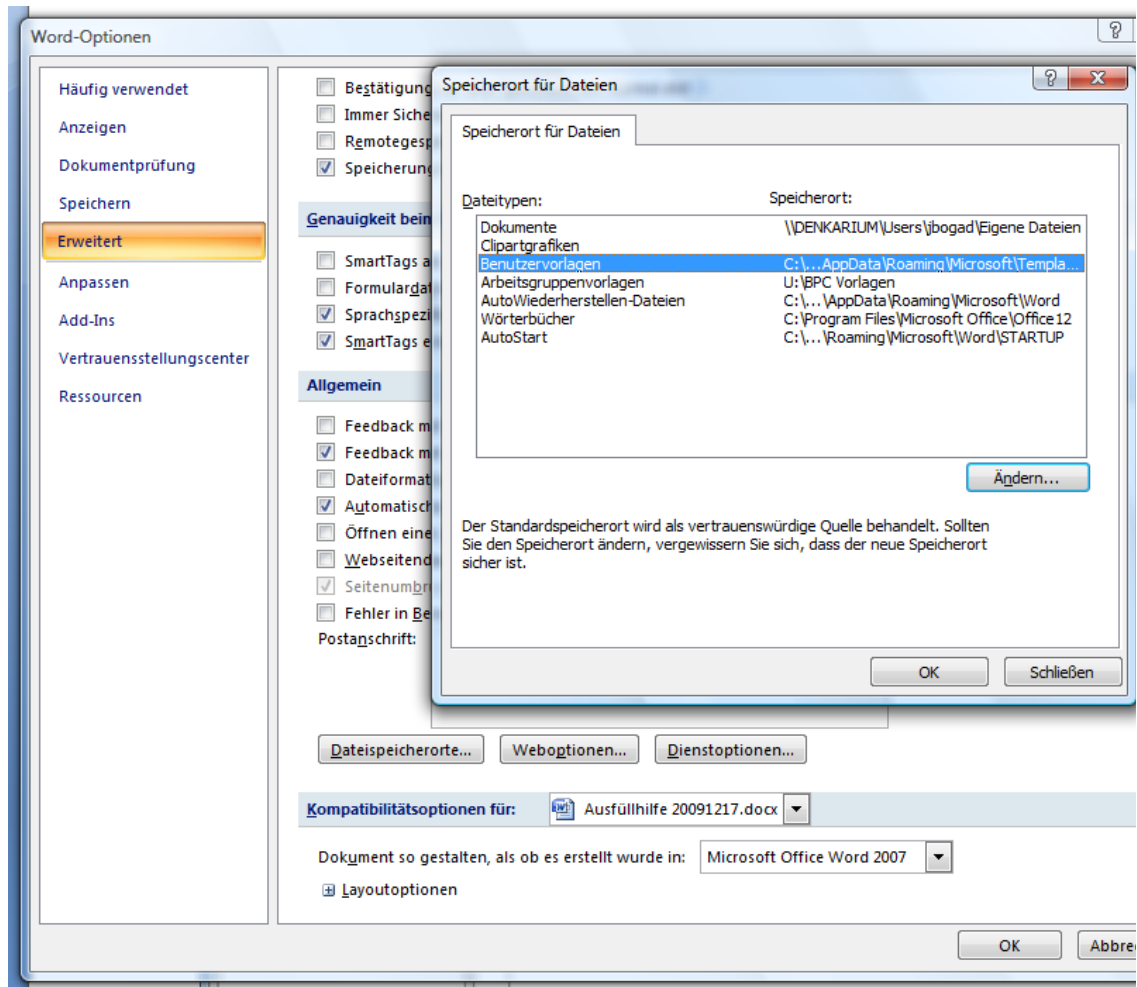 Word-Optionen
Häufig verwendet
Anzeigen
Dokumentprüfung
Speichern
Erweitert
Anpassen
Add-Ins
Vertrauensstellungscenter
Ressourcen
Bestätigung
Immer Siche
Remotegesp
Speicherung
Genauigkeit beim
SmartTags a
Formulardat
Sprachspezi
SmartTags e
Allgemein
Feedback m
Feedback m
Dateiformat
Automatisch
Öffnen eine
Webseitend
Seitenumbru
Fehler in Be
Postanschrift:
Dateispeicherorte... Weboptionen... Dienstoptionen...
Kompatibilitätsoptionen für: Ausfüllhilfe 20091217.docx
Dokument so gestalten, als ob es erstellt wurde in: Microsoft Office Word 2007
Layoutoptionen
OK Abbre
Speicherort für Dateien
Speicherort für Dateien
Dateitypen: Speicherort:
Dokumente \\DENKARIUM\Users\jbogad\Eigene Dateien
Clipartgrafiken
Benutzervorlagen C:\...AppData\Roaming\Microsoft\Templa...
Arbeitsgruppenvorlagen U:\BPC Vorlagen
AutoWiederherstellen-Dateien C:\...\AppData\Roaming\Microsoft\Word
Wörterbücher C:\Program Files\Microsoft Office\Office12
AutoStart C:\...\Roaming\Microsoft\Word\STARTUP
Ändern...
Der Standardspeicherort wird als vertrauenswürdige Quelle behandelt. Sollten
Sie den Speicherort ändern, vergewissern Sie sich, dass der neue Speicherort
sicher ist.
OK Schließen